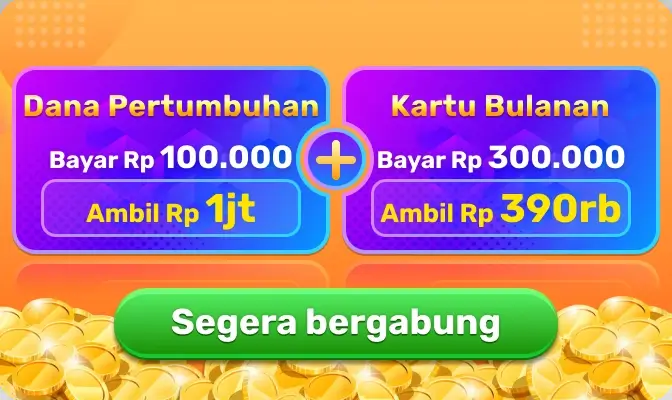 Dana Pertumbuhan
Bayar Rp 100.000
Ambil Rp 1jt
+
Kartu Bulanan
Bayar Rp 300.000
Ambil Rp 390rb
Segera bergabung